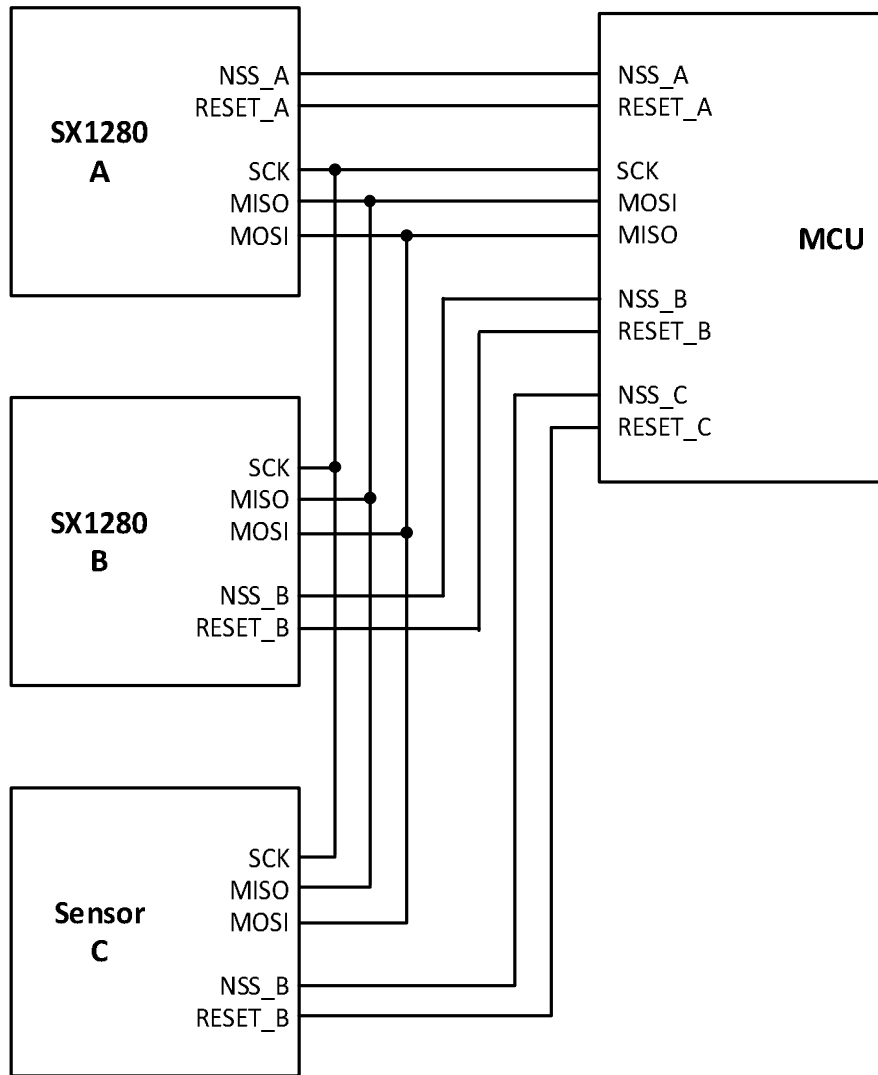 SX1280
A
NSS_A
RESET_A
SCK
MISO
MOSI
NSS_A
RESET_A
SCK
MOSI
MISO
NSS_B
RESET_B
NSS_C
RESET_C
MCU
SX1280
B
SCK
MISO
MOSI
NSS_B
RESET_B
Sensor
C
SCK
MISO
MOSI
NSS_B
RESET_B